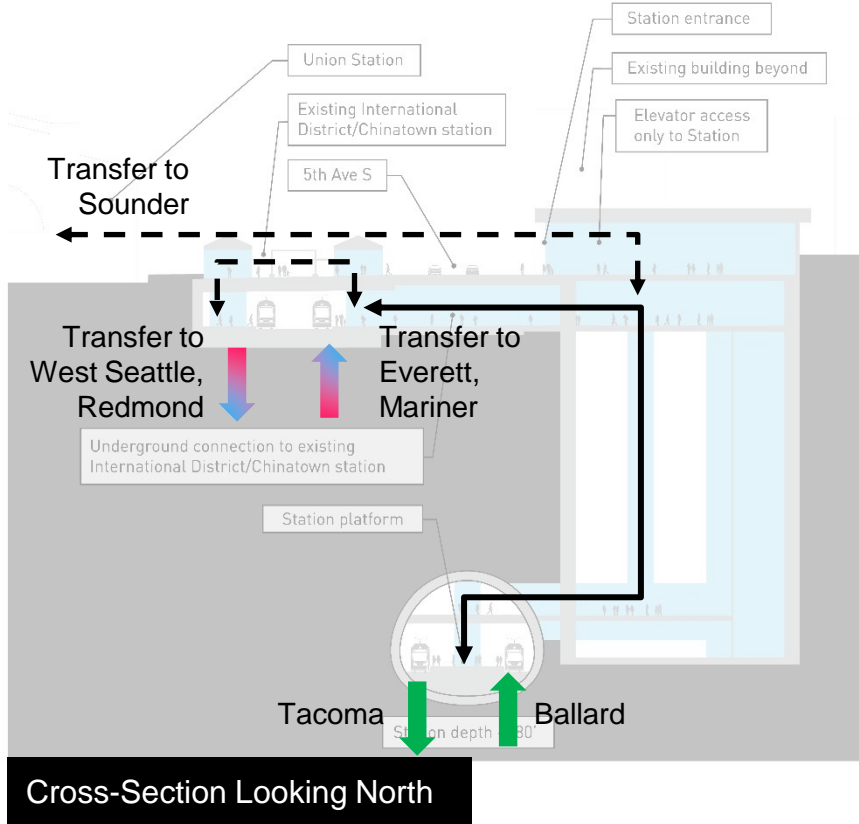 Station entrance
Union Station
Existing building beyond
Existing International
District/Chinatown station
Elevator access
only to Station
Transfer to
Sounder
5th Ave S
Transfer to
West Seattle,
Redmond
Transfer to
Everett,
Mariner
Underground connection to existing
International District/Chinatown station
Station platform
Tacoma
Ballard
depth
Cross-Section Looking North